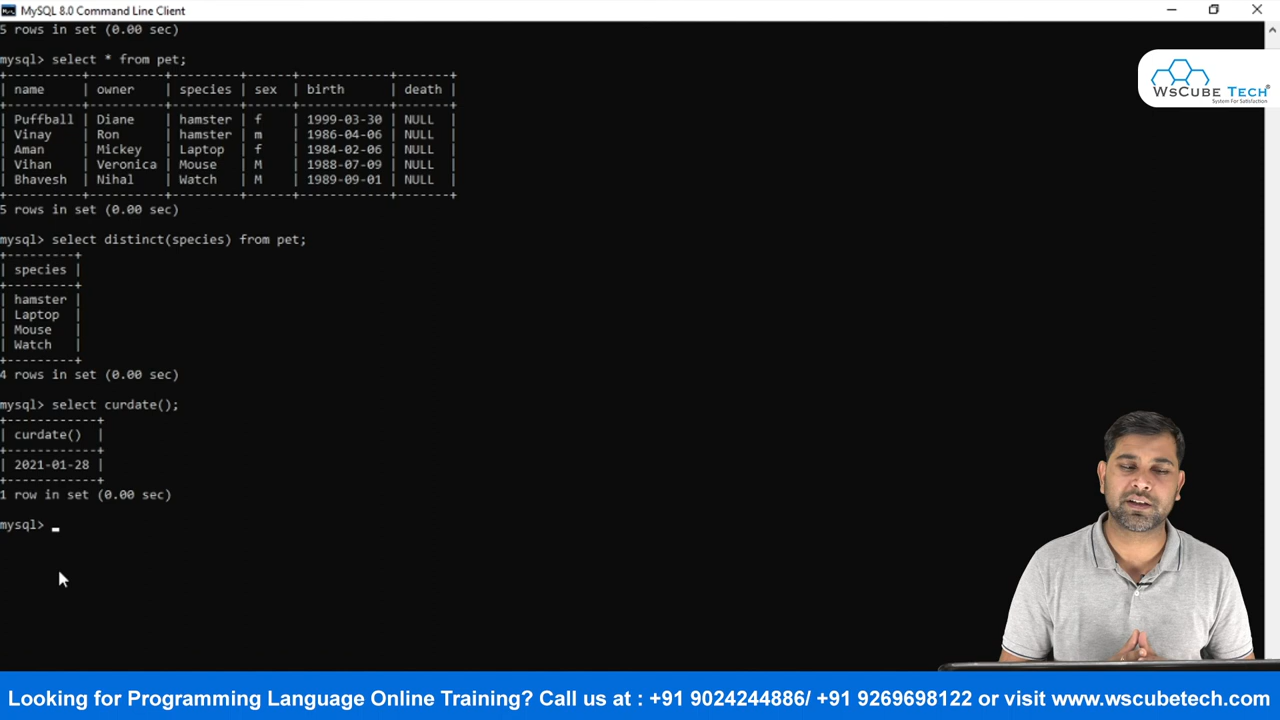 MySQL 8.0 Command Line Client
5 rows in set (0.00 sec)
mysql> select * from pet;
+----------+----------+---------+------+------------+-------+
| name | owner | species | sex | birth | death |
+----------+----------+---------+------+------------+-------+
| Puffball | Diane | hamster | f | 1999-03-30 | NULL |
| Vinay | Ron | hamster | m | 1986-04-06 | NULL |
| Aman | Mickey | Laptop | f | 1984-02-06 | NULL |
| Vihan | Veronica | Mouse | M | 1988-07-09 | NULL |
| Bhavesh | Nihal | Watch | M | 1989-09-01 | NULL |
+----------+----------+---------+------+------------+-------+
5 rows in set (0.00 sec)
mysql> select distinct(species) from pet;
+---------+
| species |
+---------+
| hamster |
| Laptop |
| Mouse |
| Watch |
+---------+
4 rows in set (0.00 sec)
mysql> select curdate();
+------------+
| curdate() |
+------------+
| 2021-01-28 |
+------------+
1 row in set (0.00 sec)
mysql> _
WsCube Tech
System For Satisfaction
Looking for Programming Language Online Training? Call us at : +91 9024244886/ +91 9269698122 or visit www.wscubetech.com